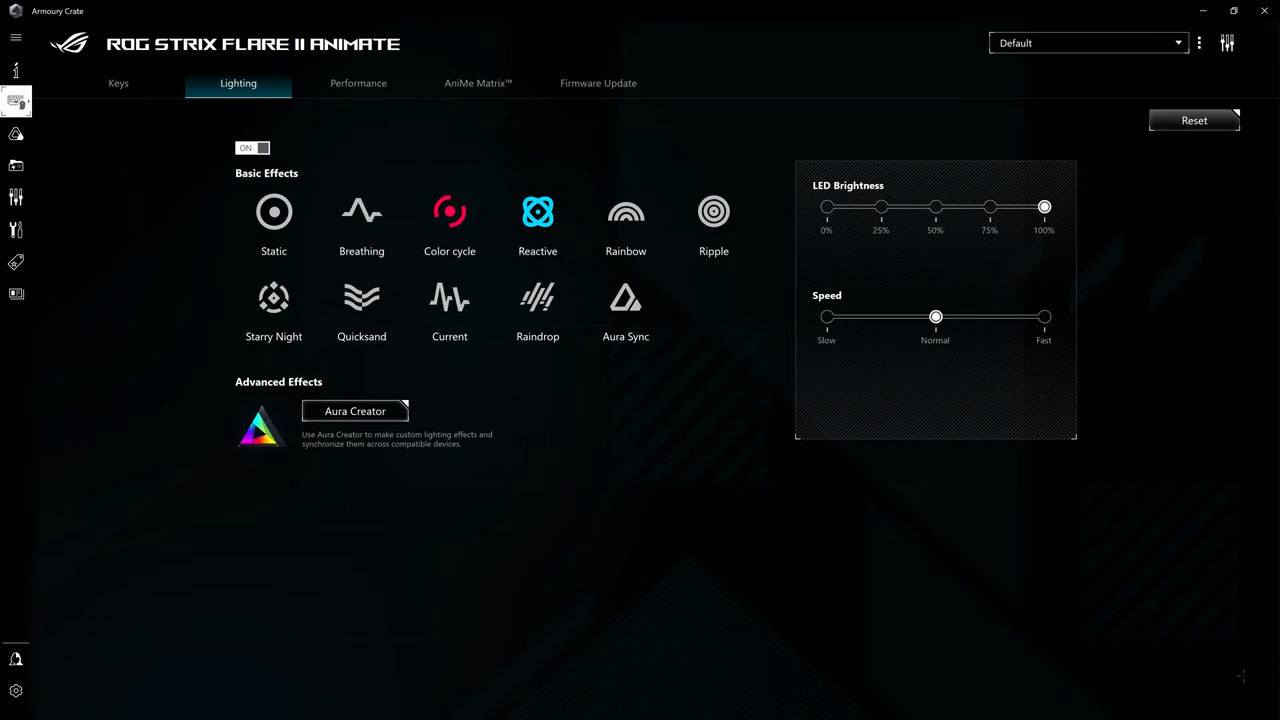 Armoury Crate
ROG STRIX FLARE II ANIMATE
Default
Keys
Lighting
Performance
AniMe Matrix™
Firmware Update
Reset
ON
Basic Effects
Static
Breathing
Color cycle
Reactive
Rainbow
Ripple
Starry Night
Quicksand
Current
Raindrop
Aura Sync
Advanced Effects
Aura Creator
Use Aura Creator to make custom lighting effects and
synchronize them across compatible devices.
LED Brightness
0%
25%
50%
75%
100%
Speed
Slow
Normal
Fast